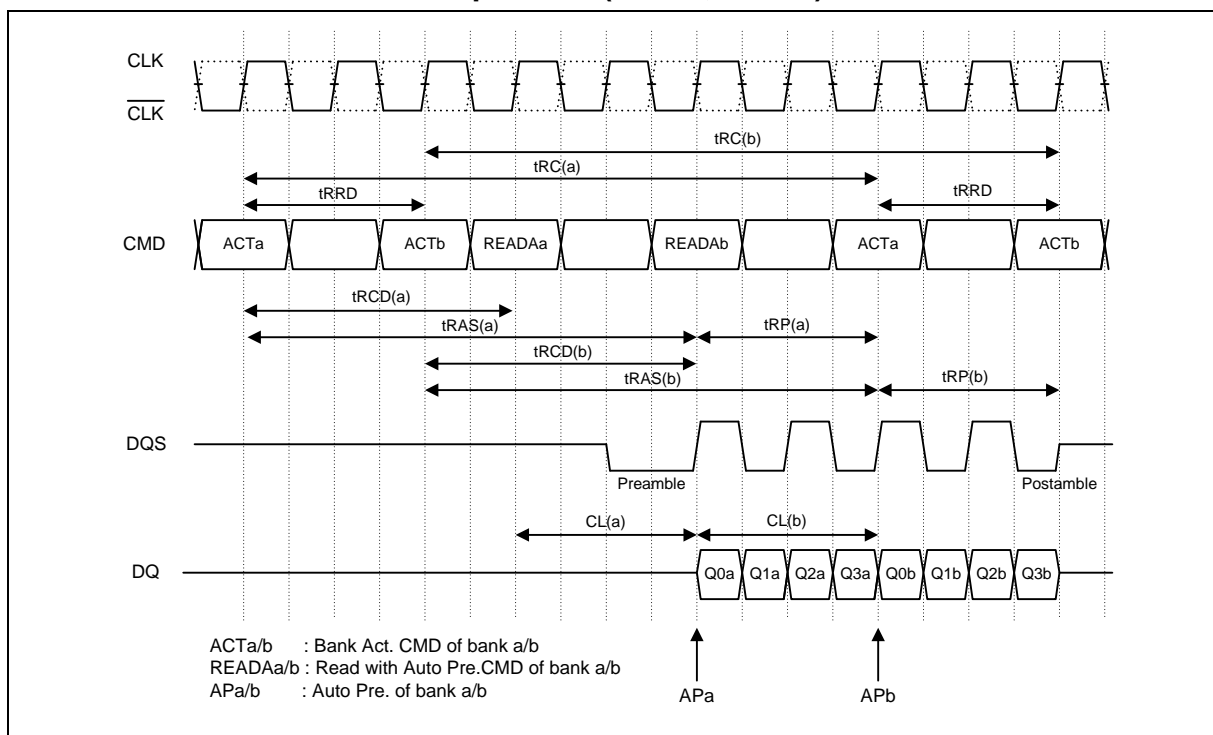 CLK
CLK
tRC(b)
tRC(a)
tRRD
tRRD
CMD
ACTa
ACTb
READAa
READAb
ACTa
ACTb
tRCD(a)
tRAS(a)
tRP(a)
tRCD(b)
tRAS(b)
tRP(b)
DQS
Preamble
Postamble
CL(a)
CL(b)
DQ
Q0a
Q1a
Q2a
Q3a
Q0b
Q1b
Q2b
Q3b
ACTa/b : Bank Act. CMD of bank a/b
READAa/b : Read with Auto Pre.CMD of bank a/b
APa/b : Auto Pre. of bank a/b
APa
APb